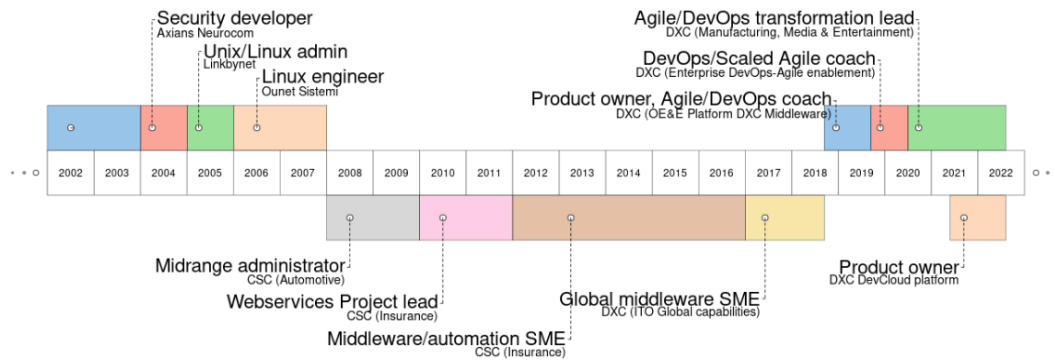 Security developer
Axians Neurocom
Unix/Linux admin
Linkbynet
Linux engineer
Ounet Sistemi
Agile/DevOps transformation lead
DXC (Manufacturing, Media & Entertainment)
DevOps/Scaled Agile coach
DXC (Enterprise DevOps-Agile enablement)
Product owner, Agile/DevOps coach
DXC (OE&E Platform DXC Middleware)
2002 2003 2004 2005 2006 2007 2008 2009 2010 2011 2012 2013 2014 2015 2016 2017 2018 2019 2020 2021 2022
Midrange administrator
CSC (Automotive)
Webservices Project lead
CSC (Insurance)
Middleware/automation SME
CSC (Insurance)
Global middleware SME
DXC (ITO Global capabilities)
Product owner
DXC DevCloud platform